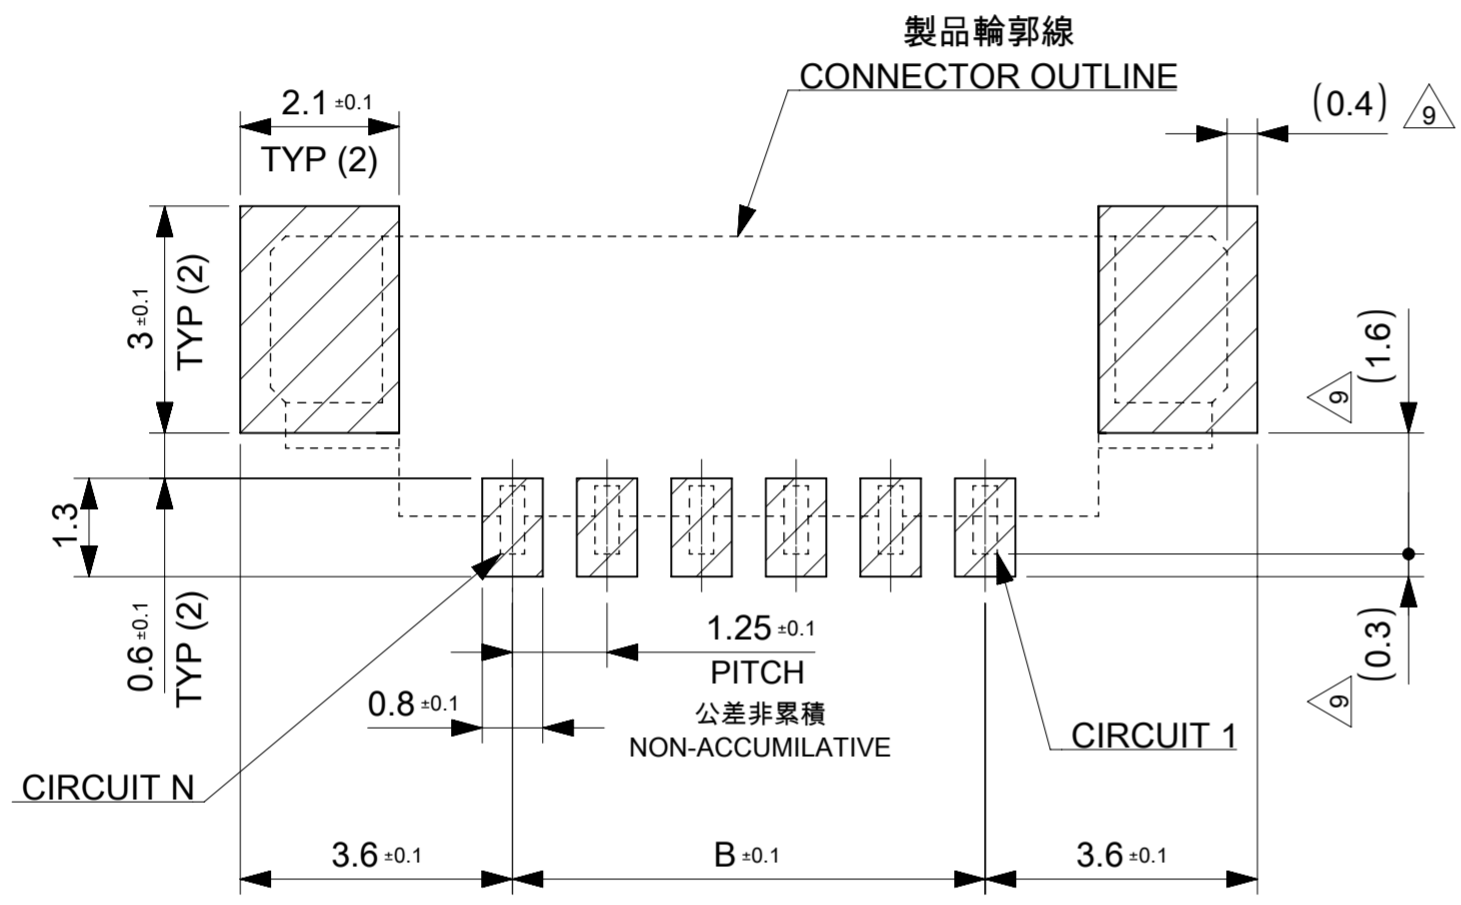 製品輪郭線
CONNECTOR OUTLINE
2.1 ±0.1
TYP (2)
(0.4) 9
3 ±0.1
TYP (2)
(1.6)
9
1.3
0.6 ±0.1
TYP (2)
1.25 ±0.1
PITCH
公差非累積
NON-ACCUMILATIVE
0.8 ±0.1
(0.3)
9
CIRCUIT 1
CIRCUIT N
3.6 ±0.1
B ±0.1
3.6 ±0.1